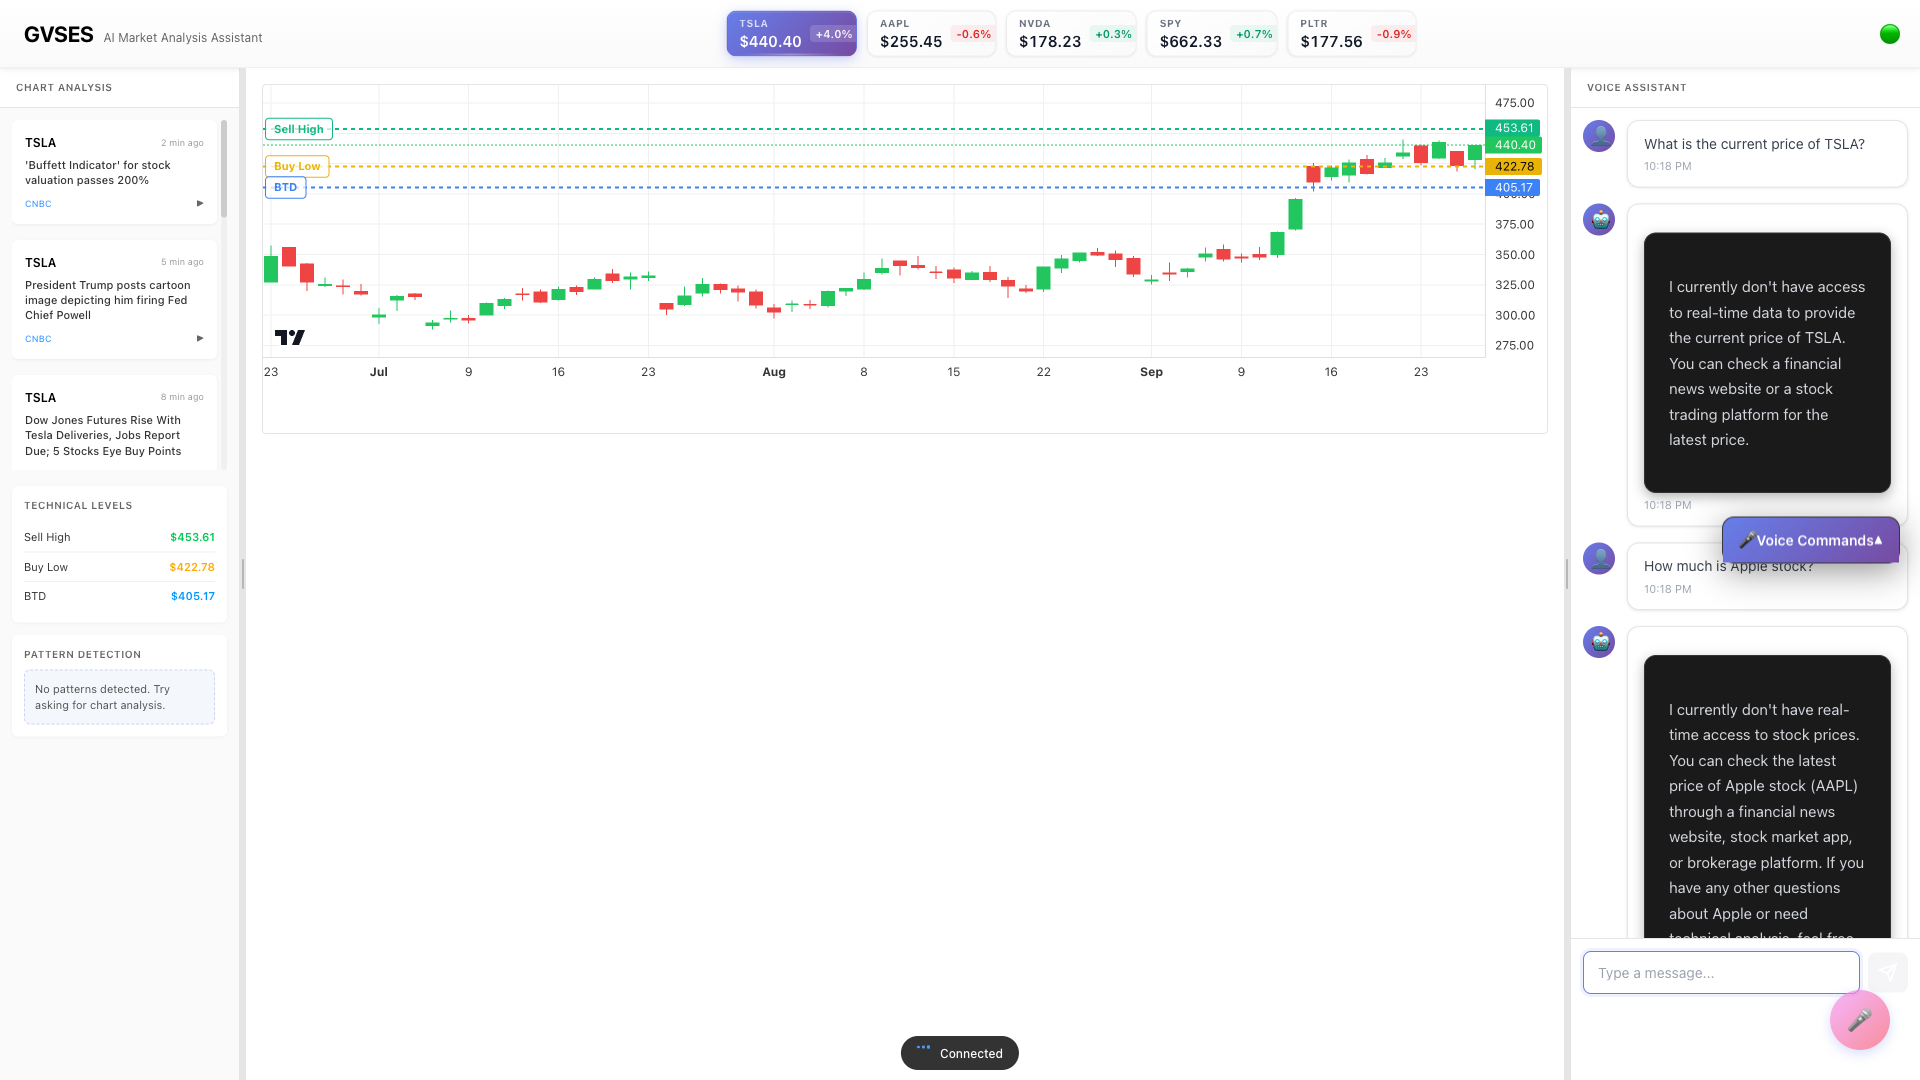 GVSES AI Market Analysis Assistant
TSLA
$440.40 +4.0%
AAPL
$255.45 -0.6%
NVDA
$178.23 +0.3%
SPY
$662.33 +0.7%
PLTR
$177.56 -0.9%
CHART ANALYSIS
TSLA 2 min ago
'Buffett Indicator' for stock
valuation passes 200%
CNBC
TSLA 5 min ago
President Trump posts cartoon
image depicting him firing Fed
Chief Powell
CNBC
TSLA 8 min ago
Dow Jones Futures Rise With
Tesla Deliveries, Jobs Report
Due; 5 Stocks Eye Buy Points
TECHNICAL LEVELS
Sell High $453.61
Buy Low $422.78
BTD $405.17
PATTERN DETECTION
No patterns detected. Try
asking for chart analysis.
Sell High
Buy Low
BTD
475.00
453.61
440.40
422.78
405.17
375.00
350.00
325.00
300.00
275.00
23 Jul 9 16 23 Aug 8 15 22 Sep 9 16 23
Connected
VOICE ASSISTANT
What is the current price of TSLA?
10:18 PM
I currently don't have access
to real-time data to provide
the current price of TSLA.
You can check a financial
news website or a stock
trading platform for the
latest price.
10:18 PM
Voice Commands
How much is Apple stock?
10:18 PM
I currently don't have real-
time access to stock prices.
You can check the latest
price of Apple stock (AAPL)
through a financial news
website, stock market app,
or brokerage platform. If you
have any other questions
about Apple or need
technical analysis, feel free
Type a message...